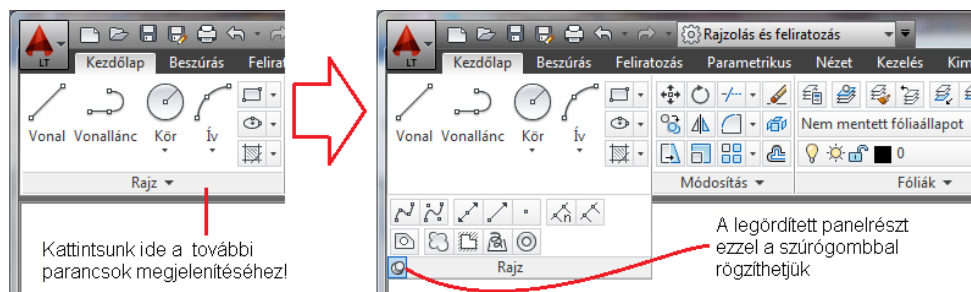 LT
Kezdőlap Beszúrás Felirat
Vonal Vonallánc Kör Ív
Rajz
Kattintsunk ide a további
parancsok megjelenítéséhez!
Rajzolás és feliratozás
LT
Kezdőlap Beszúrás Feliratozás Parametrikus Nézet Kezelés Kim
Vonal Vonallánc Kör Ív
Nem mentett fóliaállapot
0
Módosítás Fóliák
Rajz
A legördített panelrészt
ezzel a szúrógombbal
rögzíthetjük